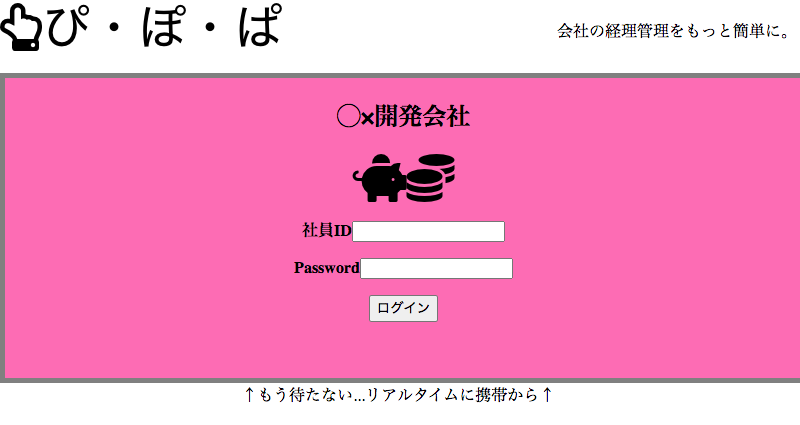 ぴ・ぽ・ぱ
会社の経理管理をもっと簡単に。
○×開発会社
社員ID
Password
ログイン
↑もう待たない...リアルタイムに携帯から↑